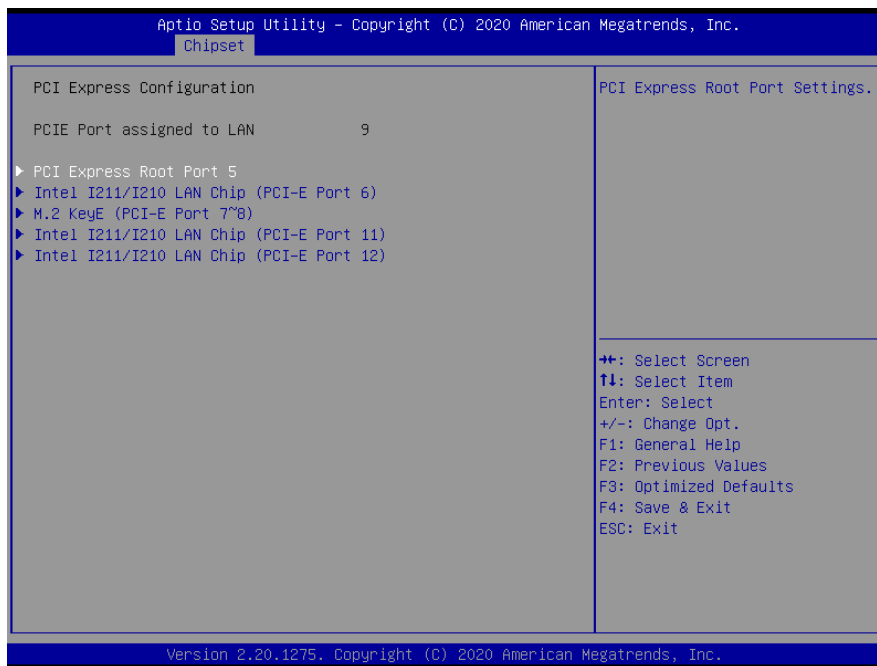 Aptio Setup Utility – Copyright (C) 2020 American Megatrends, Inc.
Chipset
PCI Express Configuration
PCIE Port assigned to LAN 9
▶ PCI Express Root Port 5
▶ Intel I211/I210 LAN Chip (PCI-E Port 6)
▶ M.2 KeyE (PCI-E Port 7~8)
▶ Intel I211/I210 LAN Chip (PCI-E Port 11)
▶ Intel I211/I210 LAN Chip (PCI-E Port 12)
PCI Express Root Port Settings.
→←: Select Screen
↑↓: Select Item
Enter: Select
+/-: Change Opt.
F1: General Help
F2: Previous Values
F3: Optimized Defaults
F4: Save & Exit
ESC: Exit
Version 2.20.1275. Copyright (C) 2020 American Megatrends, Inc.